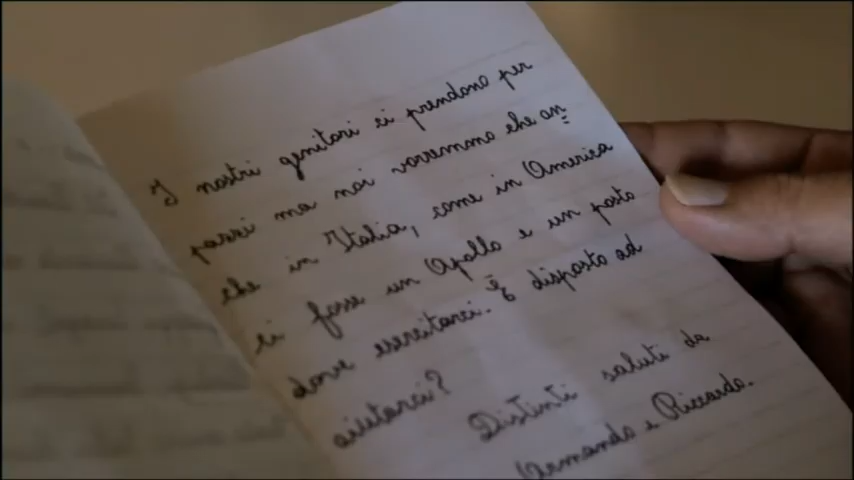 I nostri genitori ci prendono per
pazzi ma noi vorremmo che an=
che in Italia, come in America
ci fosse un Apollo e un posto
dove esercitarci. È disposto ad
aiutarci?
Distinti saluti da
Armando e Riccardo.